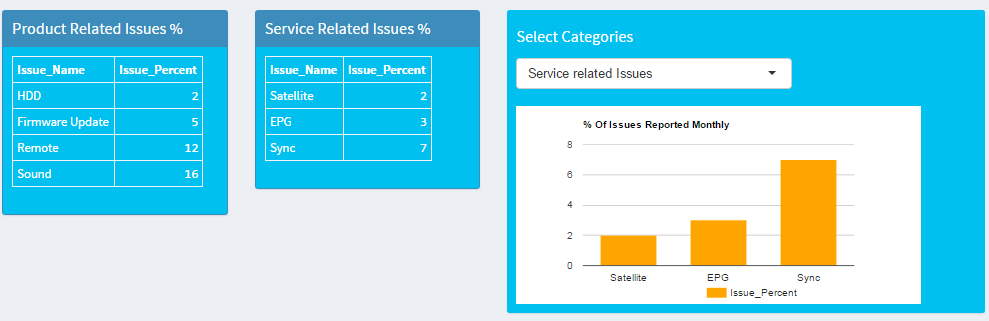 Product Related Issues %
Issue_Name Issue_Percent
HDD 2
Firmware Update 5
Remote 12
Sound 16
Service Related Issues %
Issue_Name Issue_Percent
Satellite 2
EPG 3
Sync 7
Select Categories
Service related Issues
% Of Issues Reported Monthly
8
6
4
2
0
Satellite EPG Sync
Issue_Percent